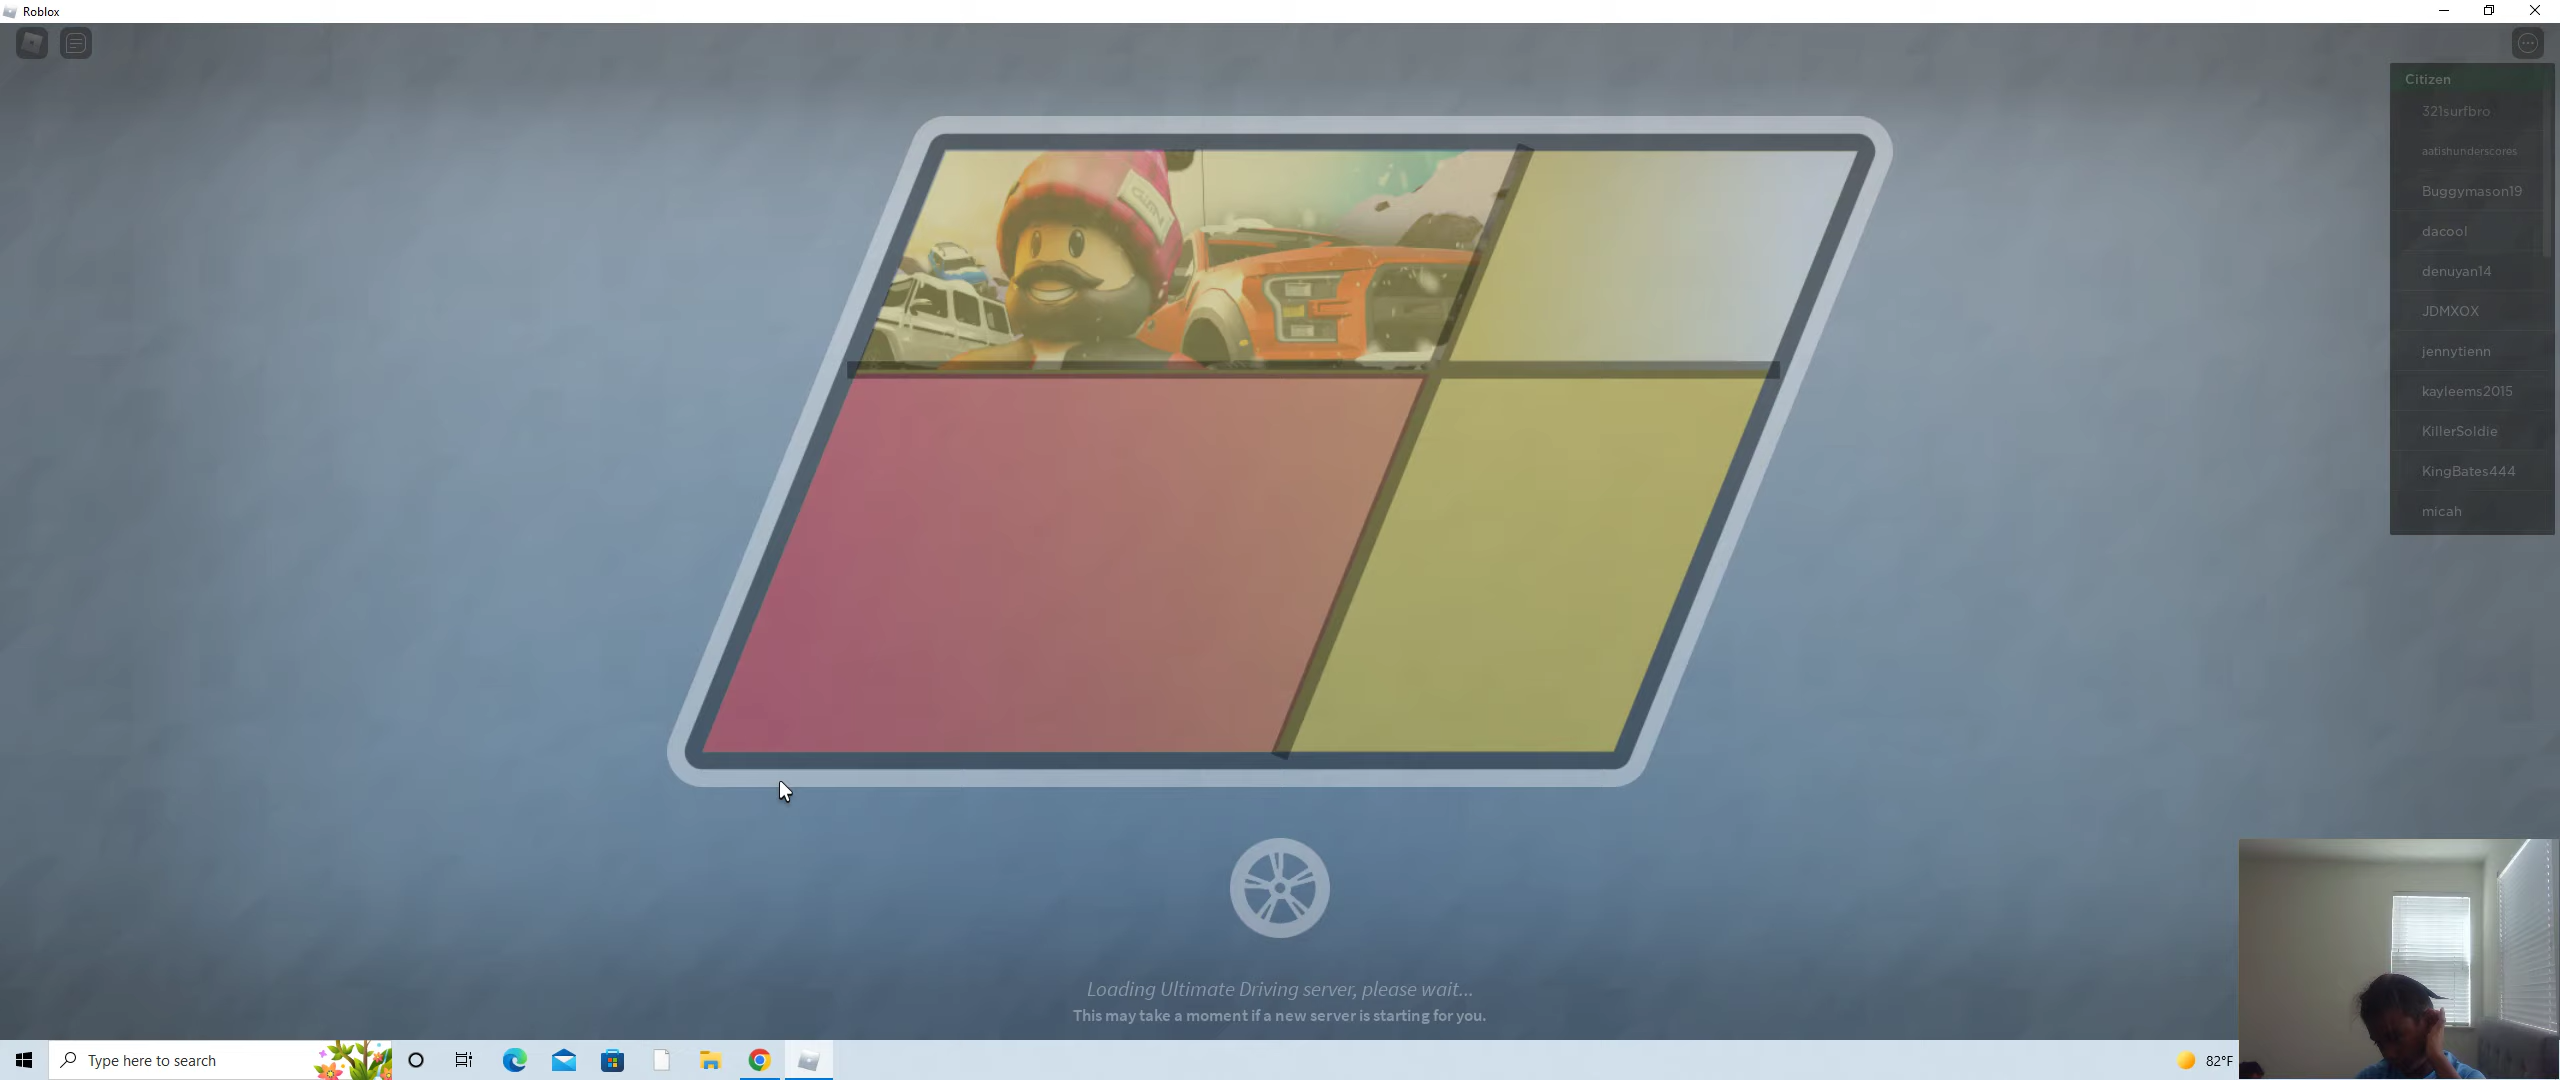 Roblox
Citizen
321surfbro
aatishunderscores
Buggymason19
dacool
denuyan14
JDMXOX
jennytienn
kayleems2015
KillerSoldie
KingBates444
micah
Loading Ultimate Driving server, please wait...
This may take a moment if a new server is starting for you.
Type here to search
82°F